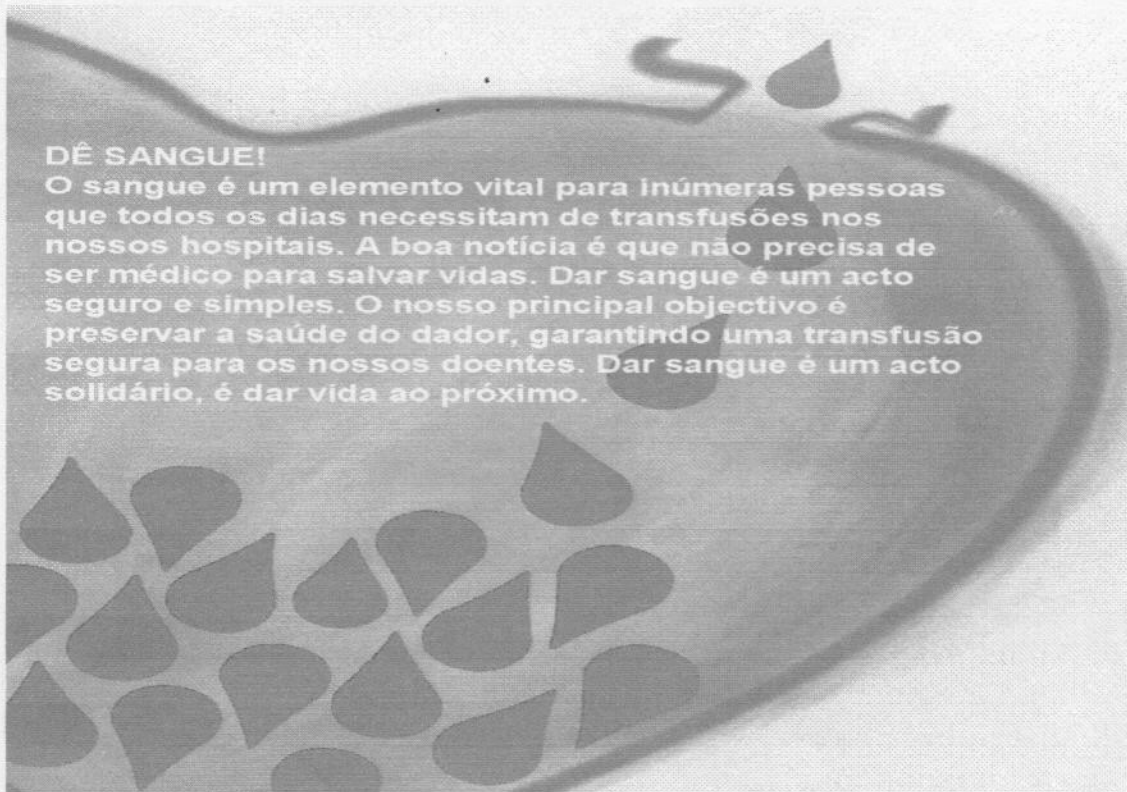 DÊ SANGUE!
O sangue é um elemento vital para inúmeras pessoas
que todos os dias necessitam de transfusões nos
nossos hospitais. A boa notícia é que não precisa de
ser médico para salvar vidas. Dar sangue é um acto
seguro e simples. O nosso principal objectivo é
preservar a saúde do dador, garantindo uma transfusão
segura para os nossos doentes. Dar sangue é um acto
solidário, é dar vida ao próximo.